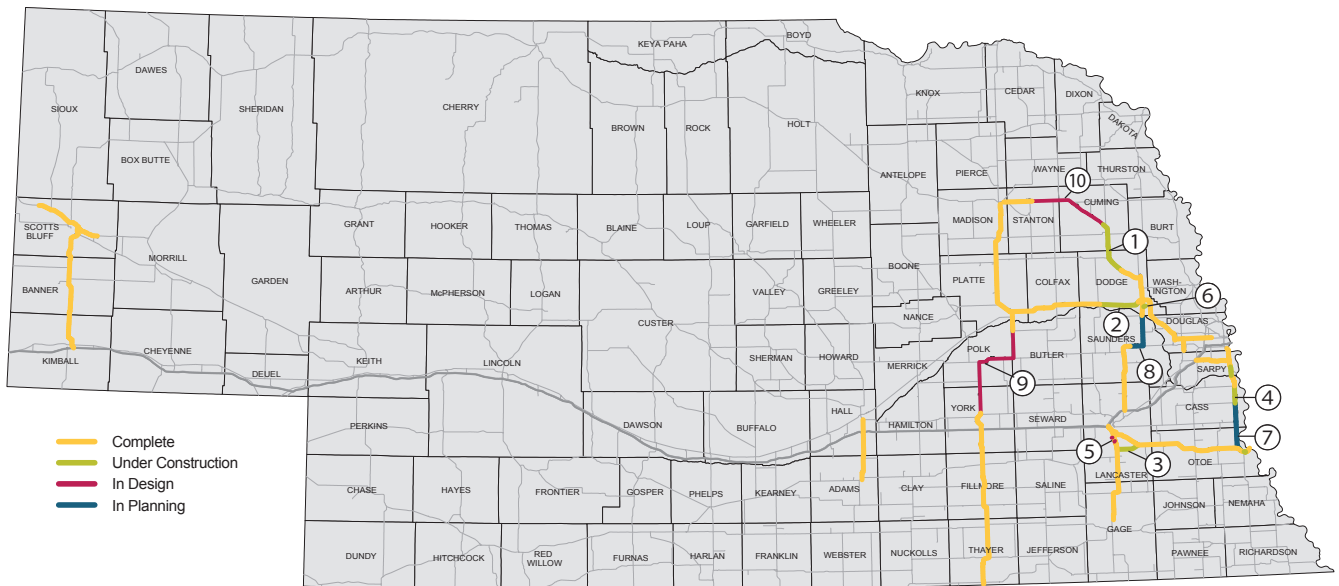 BOYD
KEYA PAHA
DAWES
CEDAR
KNOX
DIXON
SIOUX
SHERIDAN
CHERRY
DAKOTA
HOLT
BROWN
ROCK
BOX BUTTE
WAYNE
THURSTON
PIERCE
ANTELOPE
10
CUMING
SCOTTS
BLUFF
GRANT
HOOKER
THOMAS
BLAINE
LOUP
GARFIELD
WHEELER
MADISON
STANTON
BURT
1
MORRILL
BOONE
GARDEN
PLATTE
COLFAX
DODGE
WASH-
INGTON
BANNER
ARTHUR
McPHERSON
LOGAN
VALLEY
GREELEY
6
NANCE
CUSTER
2
DOUGLAS
SAUNDERS
KIMBALL
CHEYENNE
KEITH
LINCOLN
SHERMAN
HOWARD
POLK
BUTLER
MERRICK
DEUEL
8
SARPY
9
4
CASS
YORK
HALL
SEWARD
PERKINS
DAWSON
BUFFALO
HAMILTON
7
5
3
OTOE
LANCASTER
Complete
Under Construction
In Design
In Planning
CHASE
HAYES
FRONTIER
GOSPER
PHELPS
KEARNEY
ADAMS
CLAY
FILLMORE
SALINE
JOHNSON
NEMAHA
GAGE
DUNDY
HITCHCOCK
RED
WILLOW
FURNAS
HARLAN
FRANKLIN
WEBSTER
NUCKOLLS
THAYER
JEFFERSON
PAWNEE
RICHARDSON